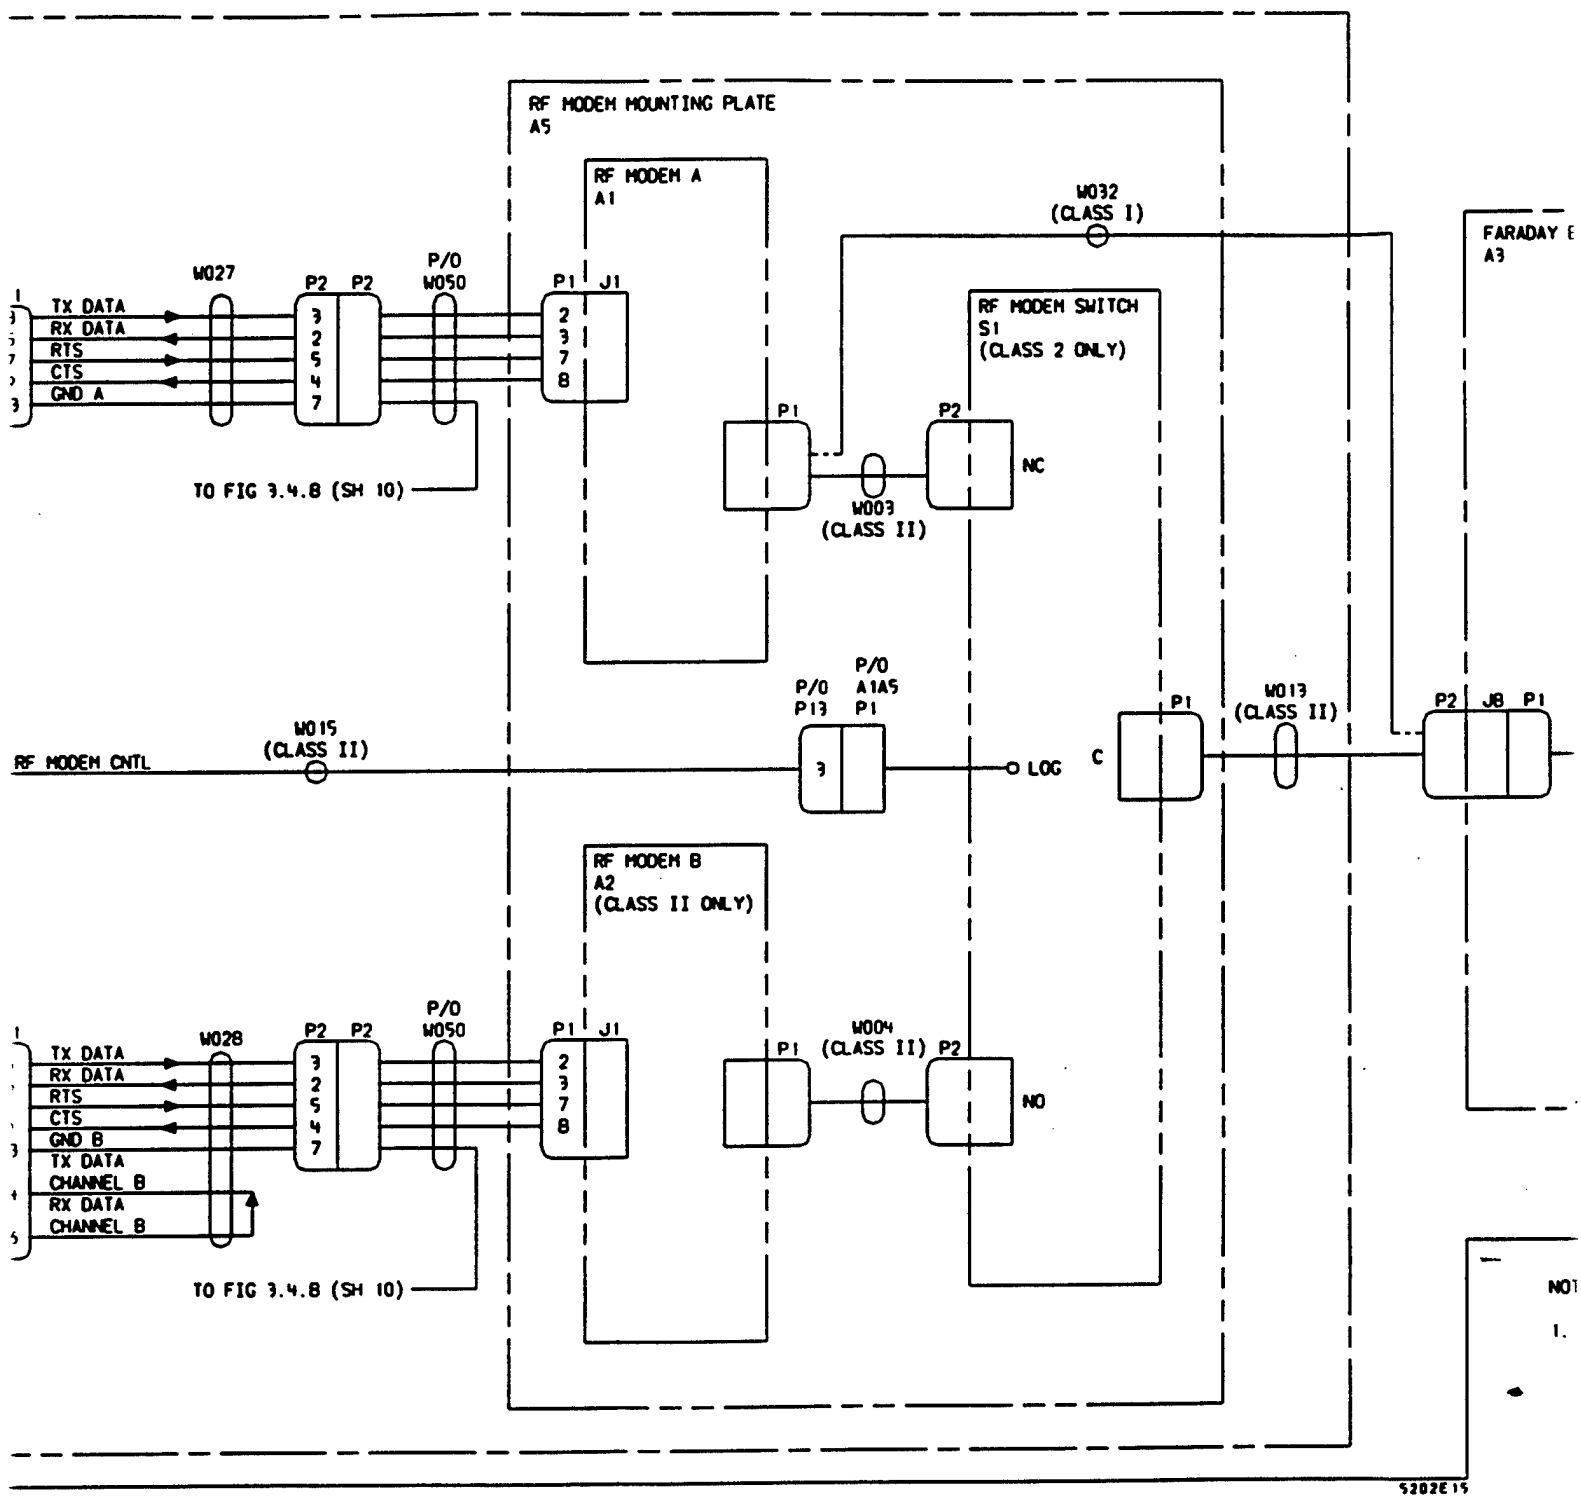 RF MODEM MOUNTING PLATE
A5
RF MODEM A
A1
W032
(CLASS I)
FARADAY E
A3
W027
P/O
W050
P2 P2
P1 J1
RF MODEM SWITCH
S1
(CLASS 2 ONLY)
TX DATA 3 2
RX DATA 2 3
RTS 5 7
CTS 4 8
GND A 7
P1
P2
NC
TO FIG 3.4.8 (SH 10)
W003
(CLASS II)
P/O
P13
P/O
A1A5
P1
W015
(CLASS II)
P1
W013
(CLASS II)
P2 J8 P1
RF MODEM CNTL
3
LOG
C
RF MODEM B
A2
(CLASS II ONLY)
W028
P/O
W050
P2 P2
P1 J1
W004
(CLASS II)
P1
P2
TX DATA 3 2
RX DATA 2 3
RTS 5 7
CTS 4 8
GND B 7
NO
TX DATA
CHANNEL B
RX DATA
CHANNEL B
TO FIG 3.4.8 (SH 10)
NOT
1.
5202E15